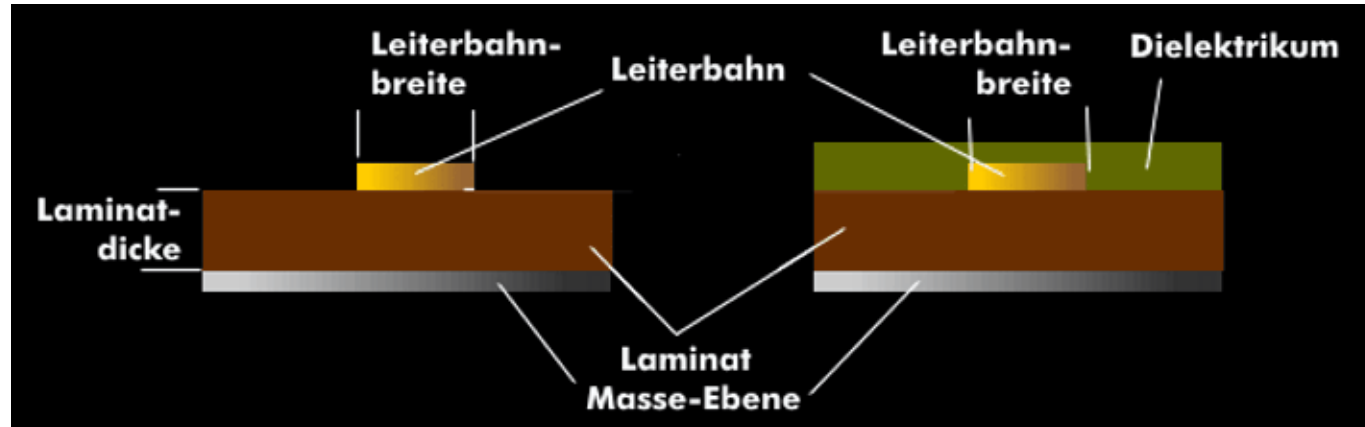 Leiterbahn-
breite
Leiterbahn
Leiterbahn-
breite
Dielektrikum
Laminat-
dicke
Laminat
Masse-Ebene